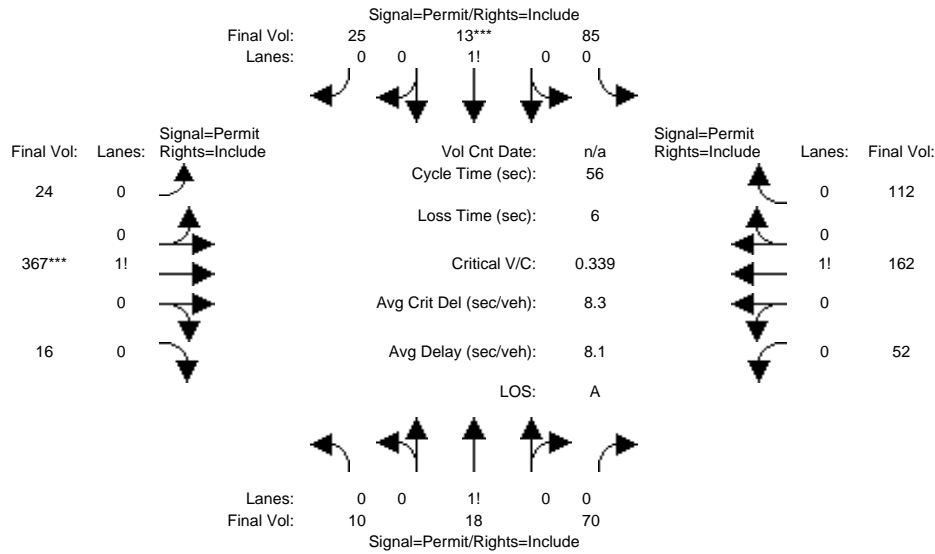 Signal=Permit/Rights=Include
Final Vol: 25 13*** 85
Lanes: 0 0 1! 0 0
Signal=Permit
Final Vol: Lanes: Rights=Include
Vol Cnt Date: n/a
Signal=Permit
Rights=Include Lanes: Final Vol:
24 0
Cycle Time (sec): 56
0 112
0
Loss Time (sec): 6
0
367*** 1!
Critical V/C: 0.339
1! 162
0
Avg Crit Del (sec/veh): 8.3
0
16 0
Avg Delay (sec/veh): 8.1
0 52
LOS: A
Lanes: 0 0 1! 0 0
Final Vol: 10 18 70
Signal=Permit/Rights=Include